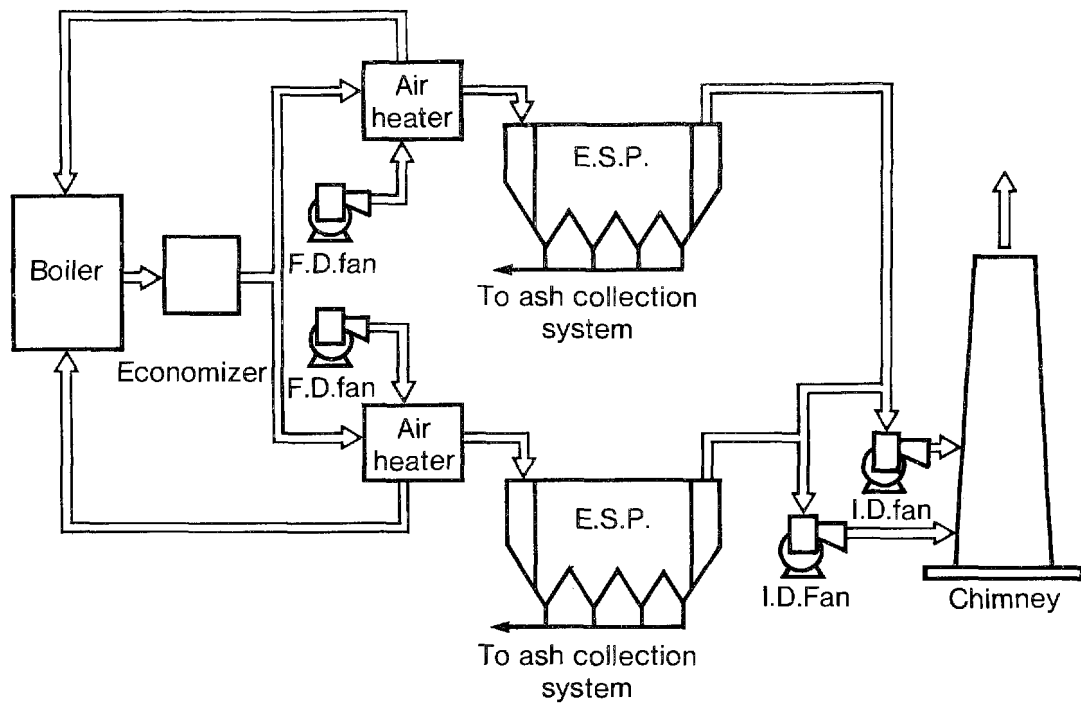 Air
heater
E.S.P.
F.D.fan
Boiler
To ash collection
system
Economizer
F.D.fan
Air
heater
E.S.P.
I.D.fan
I.D.Fan
Chimney
To ash collection
system